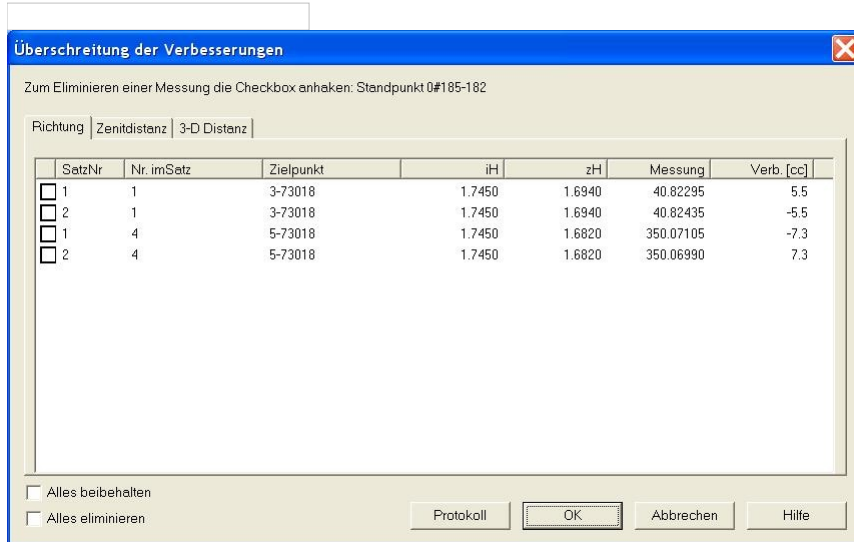 Überschreitung der Verbesserungen
Zum Eliminieren einer Messung die Checkbox anhaken: Standpunkt 0#185-182
Richtung Zenitdistanz 3-D Distanz
SatzNr Nr. imSatz Zielpunkt iH zH Messung Verb. [cc]
1 1 3-73018 1.7450 1.6940 40.82295 5.5
2 1 3-73018 1.7450 1.6940 40.82435 -5.5
1 4 5-73018 1.7450 1.6820 350.07105 -7.3
2 4 5-73018 1.7450 1.6820 350.06990 7.3
Alles beibehalten
Alles eliminieren
Protokoll OK Abbrechen Hilfe